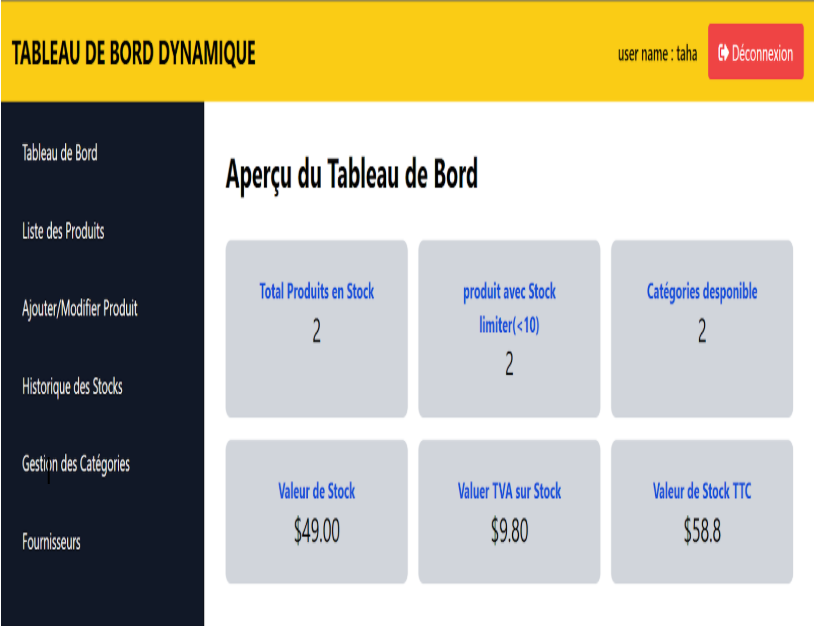 TABLEAU DE BORD DYNAMIQUE
user name : taha
Déconnexion
Tableau de Bord
Liste des Produits
Ajouter/Modifier Produit
Historique des Stocks
Gestion des Catégories
Fournisseurs
Aperçu du Tableau de Bord
Total Produits en Stock
2
produit avec Stock
limiter(<10)
2
Catégories desponible
2
Valeur de Stock
$49.00
Valuer TVA sur Stock
$9.80
Valeur de Stock TTC
$58.8